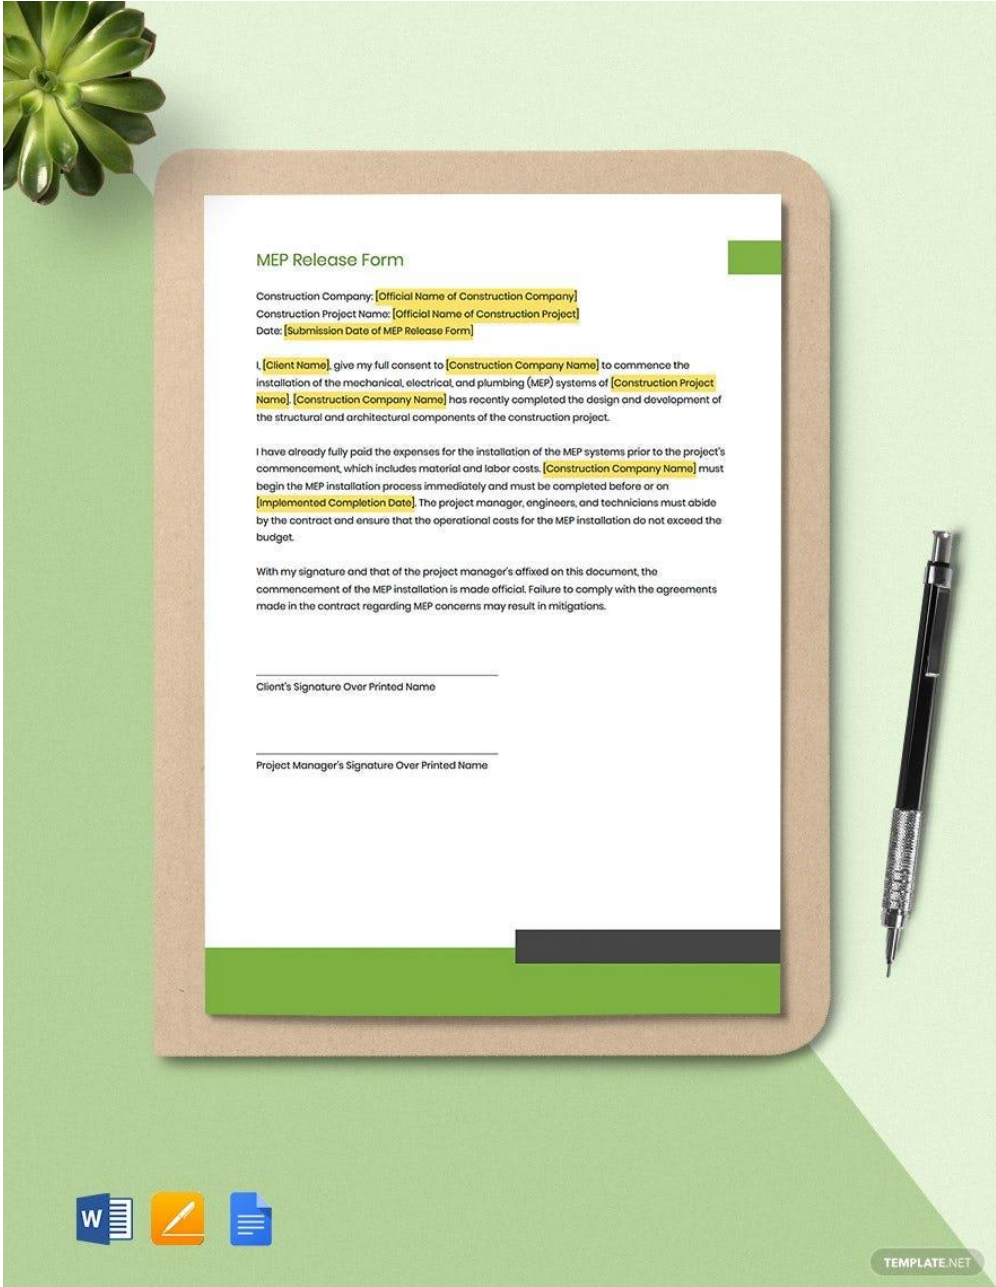 MEP Release Form
Construction Company: [Official Name of Construction Company]
Construction Project Name: [Official Name of Construction Project]
Date: [Submission Date of MEP Release Form]
I, [Client Name], give my full consent to [Construction Company Name] to commence the
installation of the mechanical, electrical, and plumbing (MEP) systems of [Construction Project
Name]. [Construction Company Name] has recently completed the design and development of
the structural and architectural components of the construction project.
I have already fully paid the expenses for the installation of the MEP systems prior to the project's
commencement, which includes material and labor costs. [Construction Company Name] must
begin the MEP installation process immediately and must be completed before or on
[Implemented Completion Date]. The project manager, engineers, and technicians must abide
by the contract and ensure that the operational costs for the MEP installation do not exceed the
budget.
With my signature and that of the project manager's affixed on this document, the
commencement of the MEP installation is made official. Failure to comply with the agreements
made in the contract regarding MEP concerns may result in mitigations.
Client's Signature Over Printed Name
Project Manager's Signature Over Printed Name
W
TEMPLATE.NET